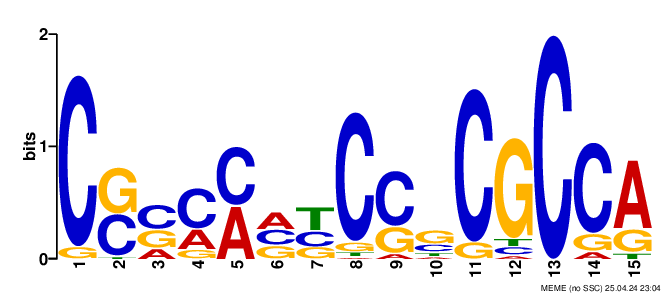 2
bits
1
0
C G C C C A T C C G C G C C A
G C C G A A C C G G C G T G G
T A G G G T A T A C A T
1 2 3 4 5 6 7 8 9 10 11 12 13 14 15
MEME (no SSC) 25.04.24 23:04